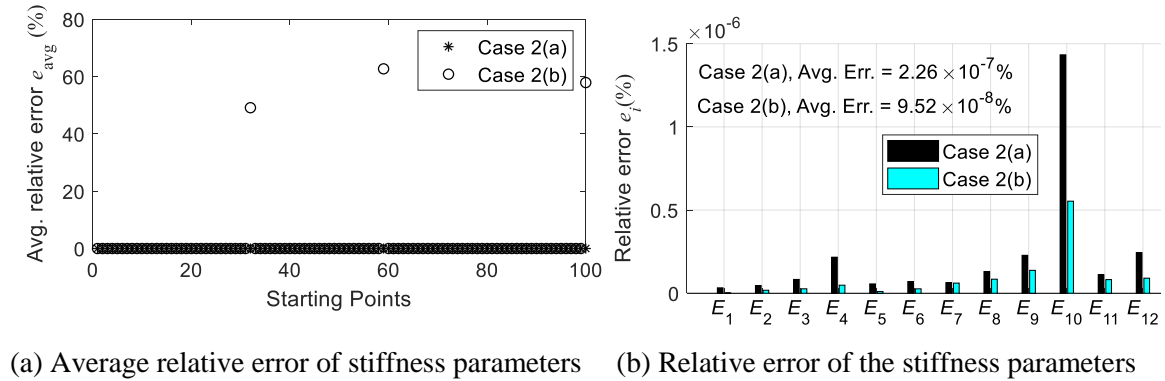 Avg. relative error e_avg (%)
80
60
40
20
0
0 20 40 60 80 100
Starting Points
Case 2(a)
Case 2(b)
(a) Average relative error of stiffness parameters
×10^-6
Relative error e_i(%)
1.5
1
0.5
0
Case 2(a), Avg. Err. = 2.26 ×10^-7%
Case 2(b), Avg. Err. = 9.52 ×10^-8%
Case 2(a)
Case 2(b)
E_1 E_2 E_3 E_4 E_5 E_6 E_7 E_8 E_9 E_10 E_11 E_12
(b) Relative error of the stiffness parameters